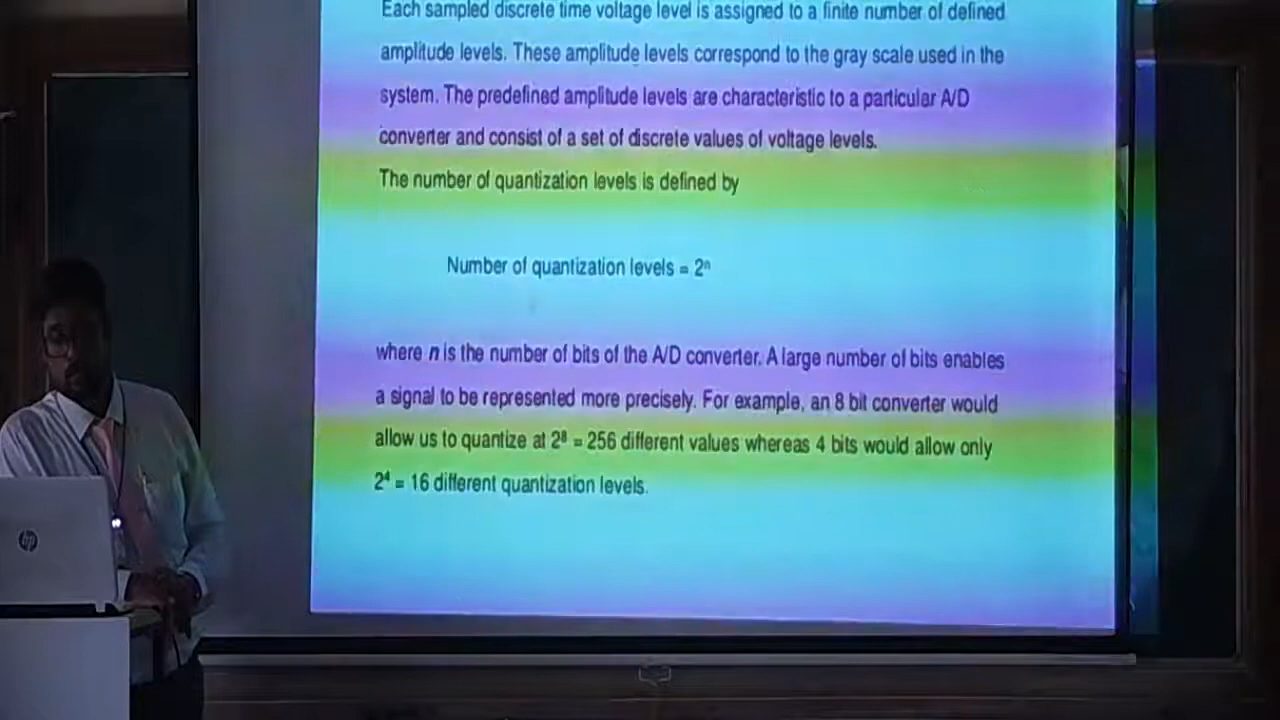 Each sampled discrete time voltage level is assigned to a finite number of defined
amplitude levels. These amplitude levels correspond to the gray scale used in the
system. The predefined amplitude levels are characteristic to a particular A/D
converter and consist of a set of discrete values of voltage levels.
The number of quantization levels is defined by
Number of quantization levels = 2ⁿ
where n is the number of bits of the A/D converter. A large number of bits enables
a signal to be represented more precisely. For example, an 8 bit converter would
allow us to quantize at 2⁸ = 256 different values whereas 4 bits would allow only
2⁴ = 16 different quantization levels.
hp